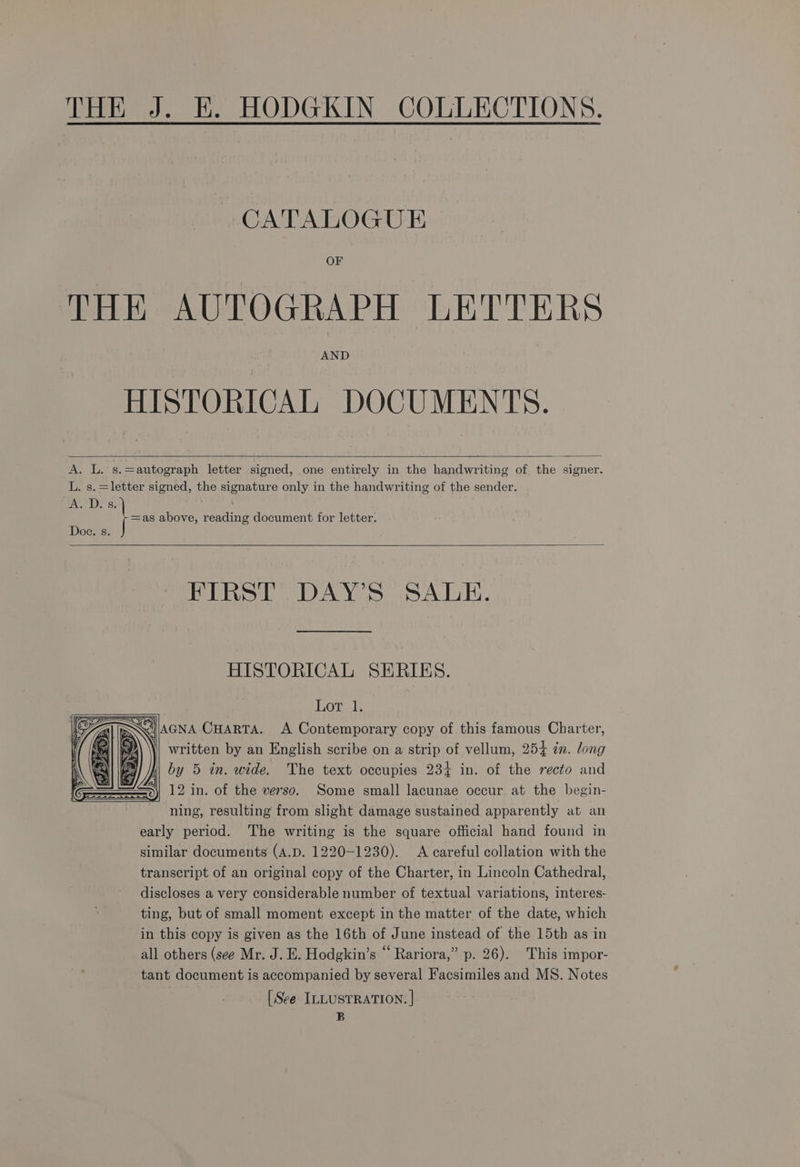 THE J. E. HODGKIN COLLECTIONS.
CATALOGUE
OF
THE AUTOGRAPH LETTERS
AND
HISTORICAL DOCUMENTS.
A. L. s. = autograph letter signed, one entirely in the handwriting of the signer.
L. s. = letter signed, the signature only in the handwriting of the sender.
A. D. s.
} = as above, reading document for letter.
Doc. s.
FIRST DAY'S SALE.
HISTORICAL SERIES.
Lot 1.
MAGNA CHARTA. A Contemporary copy of this famous Charter,
written by an English scribe on a strip of vellum, 25¼ in. long
by 5 in. wide. The text occupies 23¼ in. of the recto and
12 in. of the verso. Some small lacunae occur at the begin-
ning, resulting from slight damage sustained apparently at an
early period. The writing is the square official hand found in
similar documents (A.D. 1220–1230). A careful collation with the
transcript of an original copy of the Charter, in Lincoln Cathedral,
discloses a very considerable number of textual variations, interes-
ting, but of small moment except in the matter of the date, which
in this copy is given as the 16th of June instead of the 15th as in
all others (see Mr. J. E. Hodgkin's “Rariora,” p. 26). This impor-
tant document is accompanied by several Facsimiles and MS. Notes
[See ILLUSTRATION.]
B